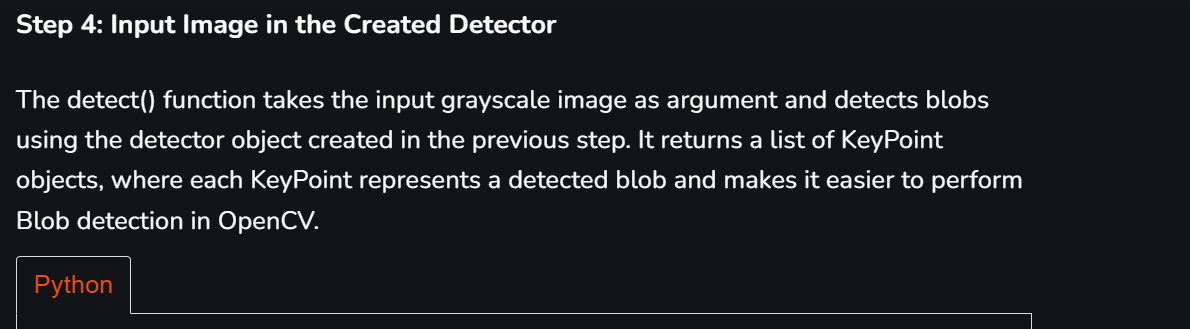 Step 4: Input Image in the Created Detector
The detect() function takes the input grayscale image as argument and detects blobs
using the detector object created in the previous step. It returns a list of KeyPoint
objects, where each KeyPoint represents a detected blob and makes it easier to perform
Blob detection in OpenCV.
Python